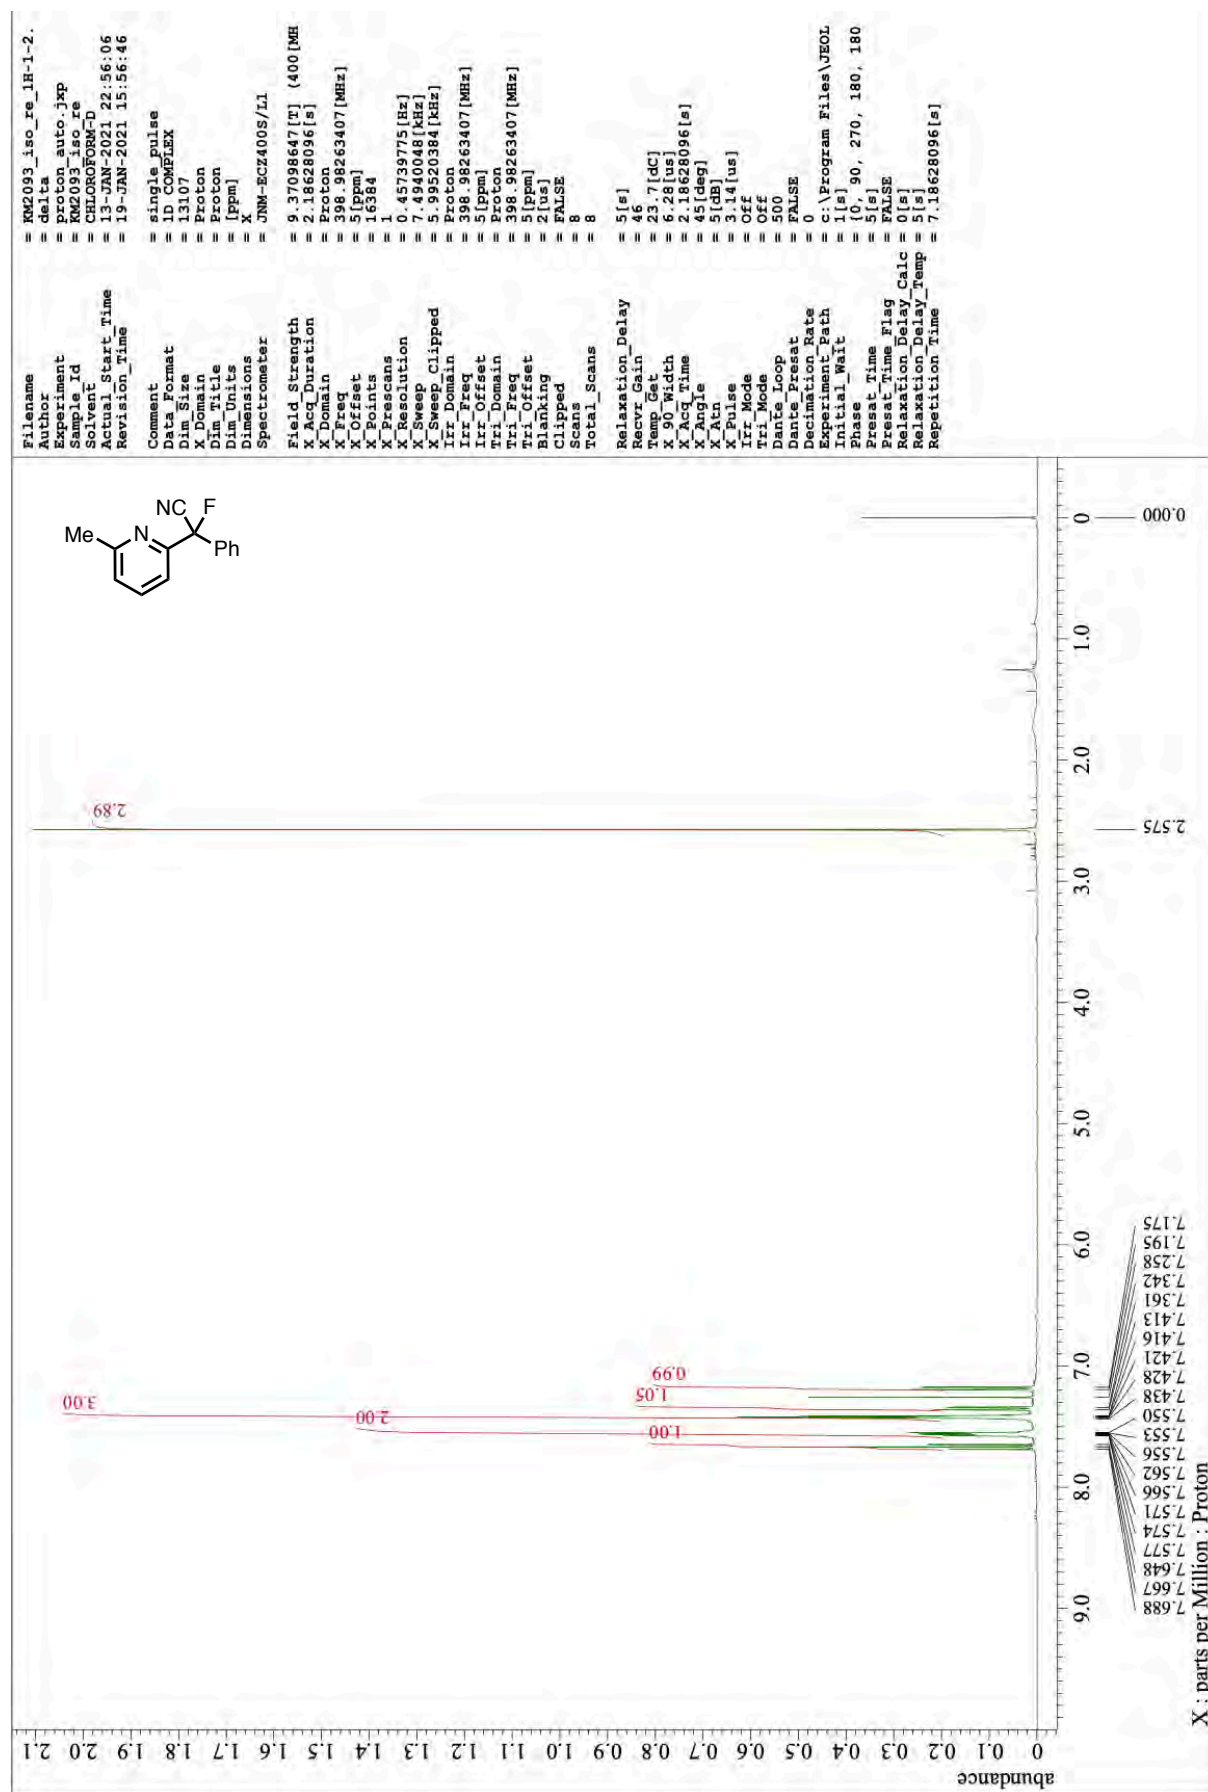 Filename = KM2093_iso_re_1H-1-2.
Author = delta
Experiment = proton_auto.jxp
Sample_Id = KM2093_iso_re
Solvent = CHLOROFORM-D
Actual_Start_Time = 13-JAN-2021 22:56:06
Revision_Time = 19-JAN-2021 15:56:46
Comment = single_pulse
Data_Format = 1D COMPLEX
Dim_Size = 13107
X_Domain = Proton
Dim_Title = Proton
Dim_Units = [ppm]
Dimensions = X
Spectrometer = JNM-ECZ400S/L1
Field_Strength = 9.37098647[T] (400[MH
X_Acq_Duration = 2.18628096[s]
X_Domain = Proton
X_Freq = 398.98263407[MHz]
X_Offset = 5[ppm]
X_Points = 16384
X_Prescans = 1
X_Resolution = 0.45739775[Hz]
X_Sweep = 7.4940048[kHz]
X_Sweep_Clipped = 5.99520384[kHz]
Irr_Domain = Proton
Irr_Freq = 398.98263407[MHz]
Irr_Offset = 5[ppm]
Tri_Domain = Proton
Tri_Freq = 398.98263407[MHz]
Tri_Offset = 5[ppm]
Blanking = 2[us]
Clipped = FALSE
Scans = 8
Total_Scans = 8
Relaxation_Delay = 5[s]
Recvr_Gain = 46
Temp_Get = 23.7[dC]
X_90_Width = 6.28[us]
X_Acq_Time = 2.18628096[s]
X_Angle = 45[deg]
X_Atn = 5[dB]
X_Pulse = 3.14[us]
Irr_Mode = Off
Tri_Mode = Off
Dante_Loop = 500
Dante_Presat = FALSE
Decimation_Rate = 0
Experiment_Path = c:\Program Files\JEOL
Initial_Wait = 1[s]
Phase = {0, 90, 270, 180, 180
Presat_Time = 5[s]
Presat_Time_Flag = FALSE
Relaxation_Delay_Calc = 0[s]
Relaxation_Delay_Temp = 5[s]
Repetition_Time = 7.18628096[s]
NC F
Me N
Ph
2.89
0.99
1.05
3.00
2.00
1.00
abundance
0 0.1 0.2 0.3 0.4 0.5 0.6 0.7 0.8 0.9 1.0 1.1 1.2 1.3 1.4 1.5 1.6 1.7 1.8 1.9 2.0 2.1
9.0 8.0 7.0 6.0 5.0 4.0 3.0 2.0 1.0 0
7.688
7.667
7.648
7.577
7.574
7.571
7.566
7.562
7.556
7.553
7.550
7.438
7.428
7.421
7.416
7.413
7.361
7.342
7.258
7.195
7.175
2.575
0.000
X : parts per Million : Proton